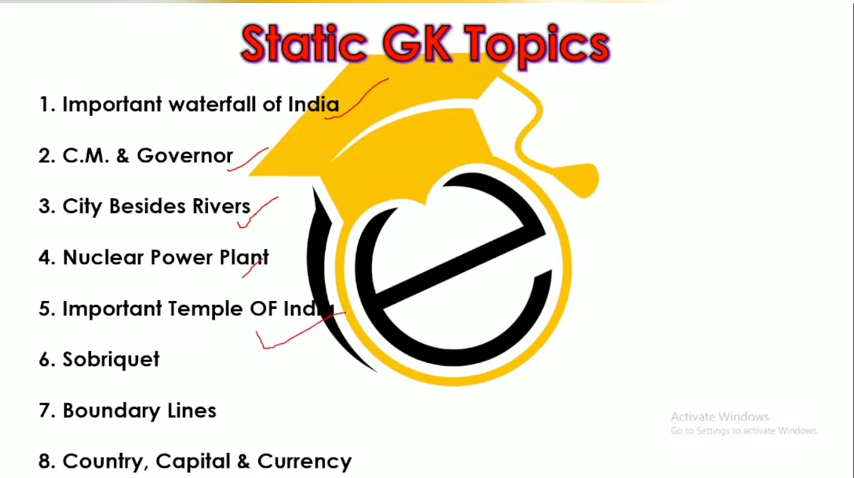 Static GK Topics
1. Important waterfall of India
2. C.M. & Governor
3. City Besides Rivers
4. Nuclear Power Plant
5. Important Temple OF India
6. Sobriquet
7. Boundary Lines
8. Country, Capital & Currency
Activate Windows
Go to Settings to activate Windows.